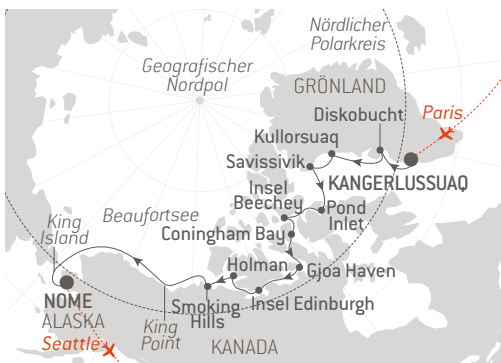 Nördlicher
Polarkreis
Geografischer
Nordpol
GRÖNLAND
Diskobucht
Paris
Kullorsuaq
Savissivik
KANGERLUSSUAQ
Insel
Beechey
Pond
Inlet
King
Island
Beaufortsee
Coningham Bay
Holman
Gjoa Haven
NOME
ALASKA
Smoking
Hills
Insel Edinburgh
King
Point
Seattle
KANADA